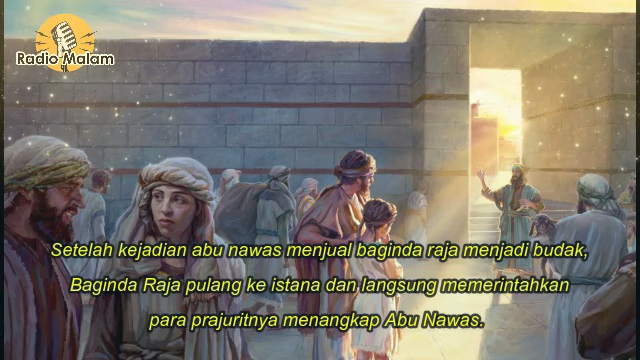 Radio Malam
Setelah kejadian abu nawas menjual baginda raja menjadi budak,
Baginda Raja pulang ke istana dan langsung memerintahkan
para prajuritnya menangkap Abu Nawas.